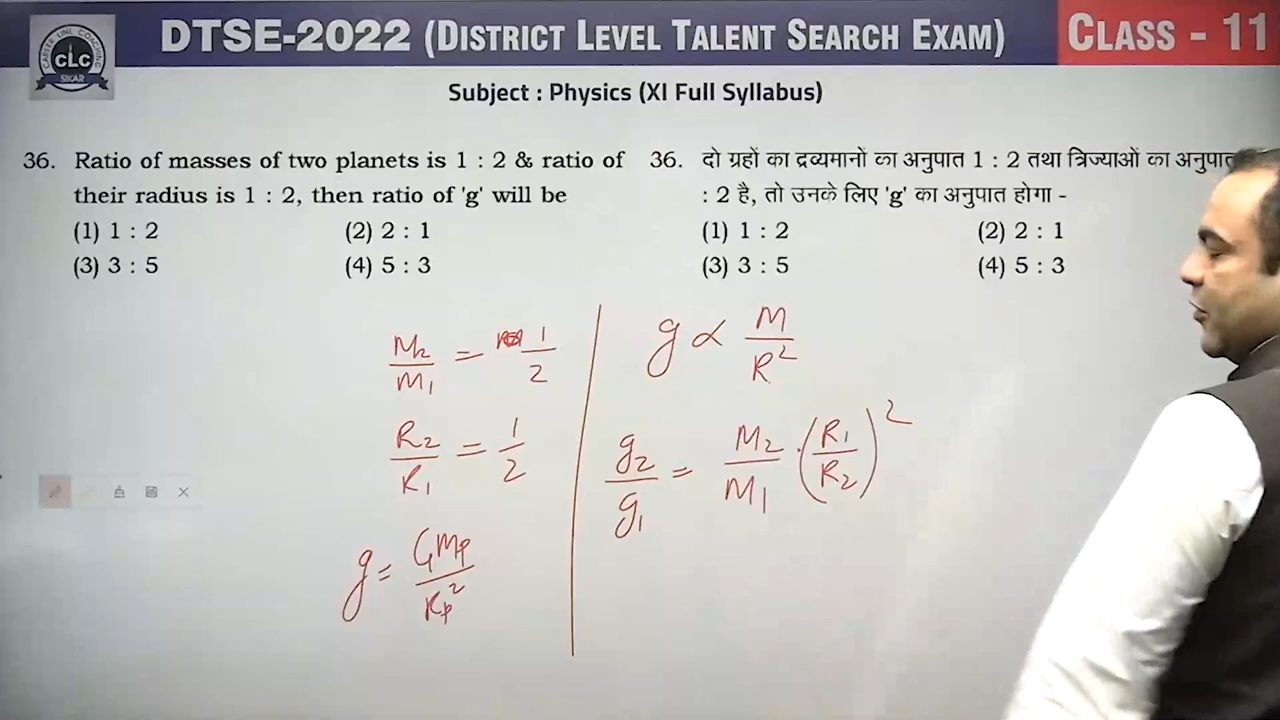 CAREER LINE COACHING
CLC
SIKAR
DTSE-2022 (DISTRICT LEVEL TALENT SEARCH EXAM)
CLASS - 11
Subject : Physics (XI Full Syllabus)
36. Ratio of masses of two planets is 1 : 2 & ratio of
their radius is 1 : 2, then ratio of 'g' will be
(1) 1 : 2 (2) 2 : 1
(3) 3 : 5 (4) 5 : 3
36. दो ग्रहों का द्रव्यमानों का अनुपात 1 : 2 तथा त्रिज्याओं का अनुपात
: 2 है, तो उनके लिए 'g' का अनुपात होगा -
(1) 1 : 2 (2) 2 : 1
(3) 3 : 5 (4) 5 : 3
M₂/M₁ = 1/2
R₂/R₁ = 1/2
g = GMp/Rp²
g ∝ M/R²
g₂/g₁ = M₂/M₁ · (R₁/R₂)²